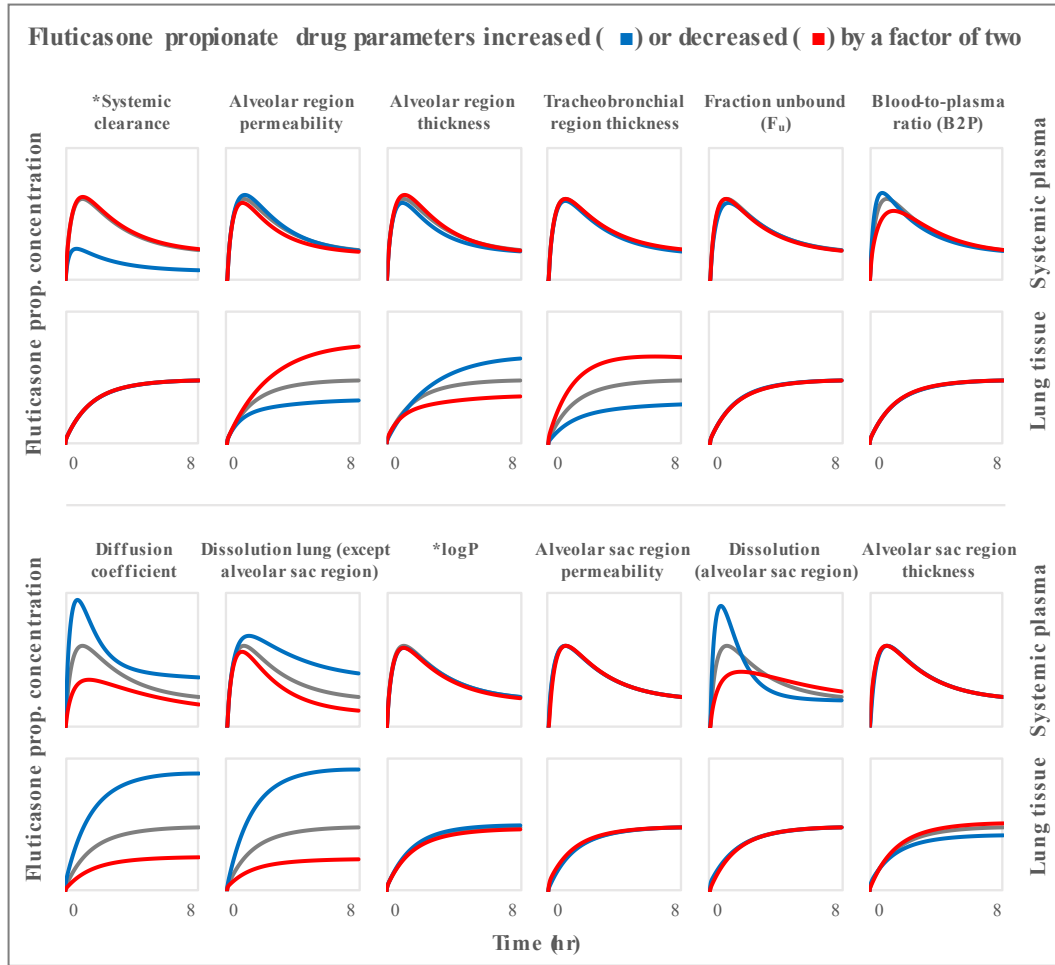 Fluticasone propionate drug parameters increased ( ■) or decreased ( ■) by a factor of two
*Systemic clearance
Alveolar region permeability
Alveolar region thickness
Tracheobronchial region thickness
Fraction unbound (Fᵤ)
Blood-to-plasma ratio (B2P)
Fluticasone prop. concentration
Systemic plasma
Lung tissue
0 8
0 8
0 8
0 8
0 8
0 8
Diffusion coefficient
Dissolution lung (except alveolar sac region)
*logP
Alveolar sac region permeability
Dissolution (alveolar sac region)
Alveolar sac region thickness
Fluticasone prop. concentration
Systemic plasma
Lung tissue
0 8
0 8
0 8
0 8
0 8
0 8
Time (hr)